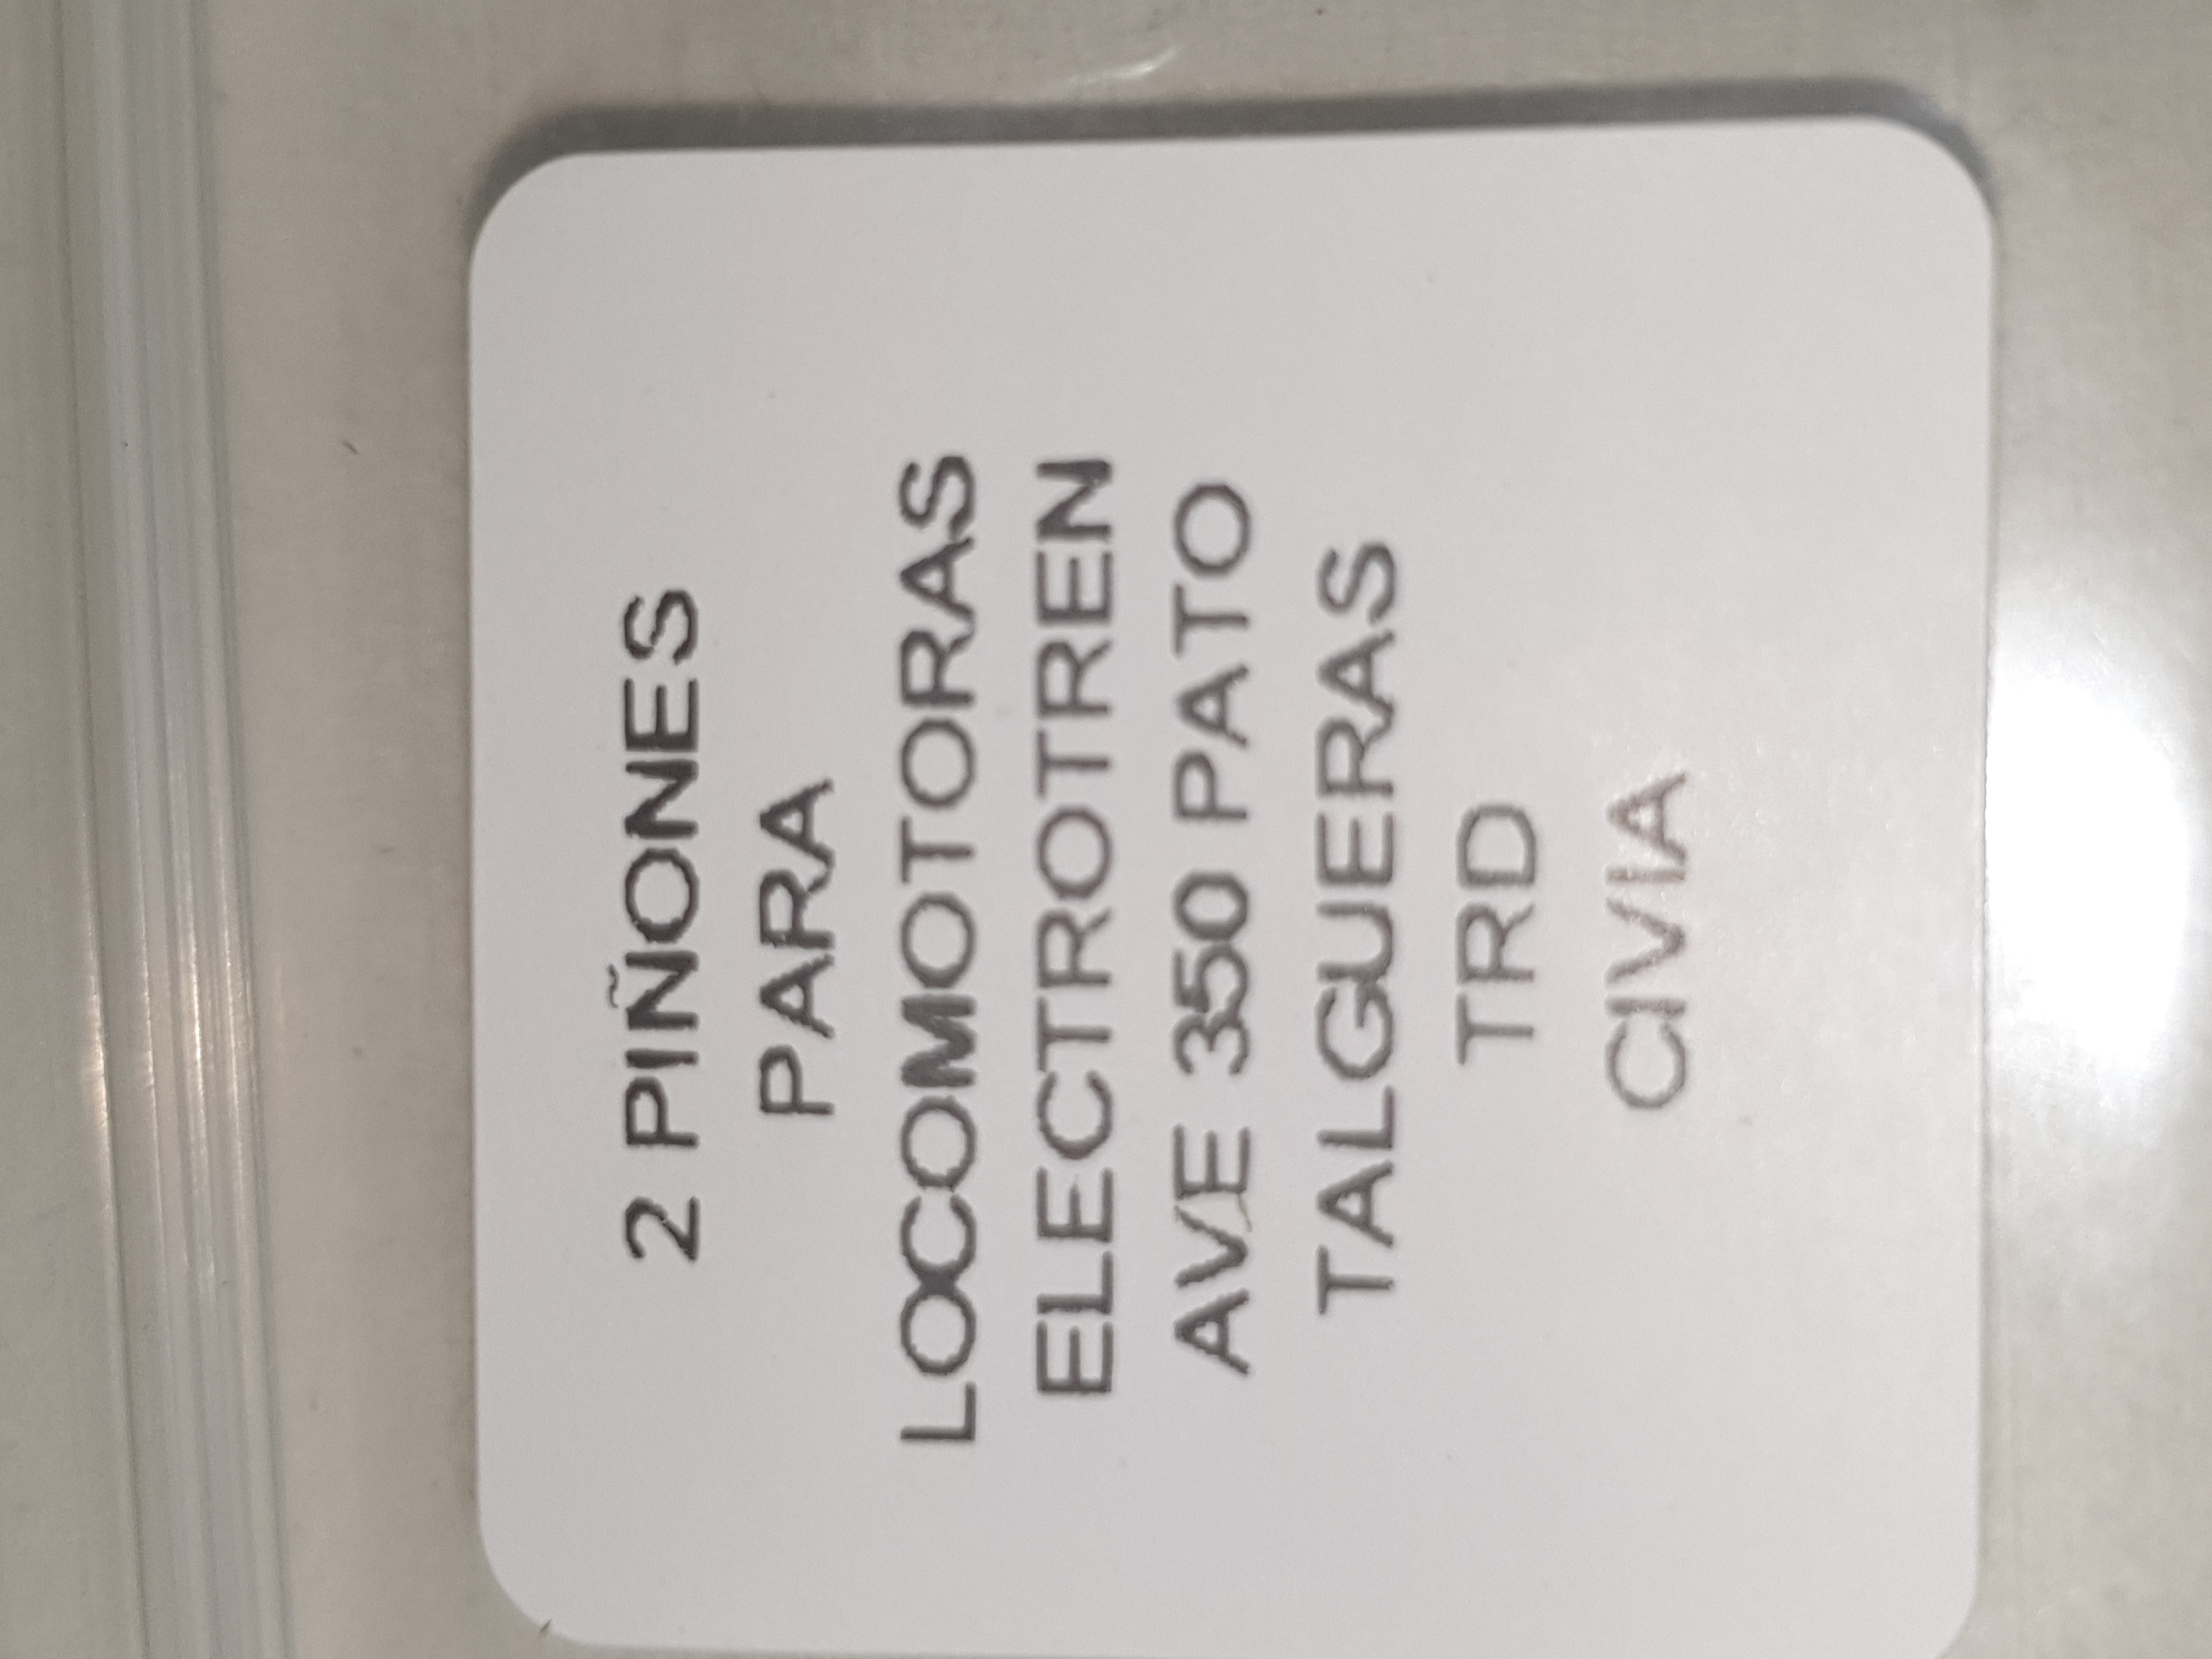 2 PIÑONES
PARA
LOCOMOTORAS
ELECTROTREN
AVE 350 PATO
TALGUERAS
TRD
CIVIA